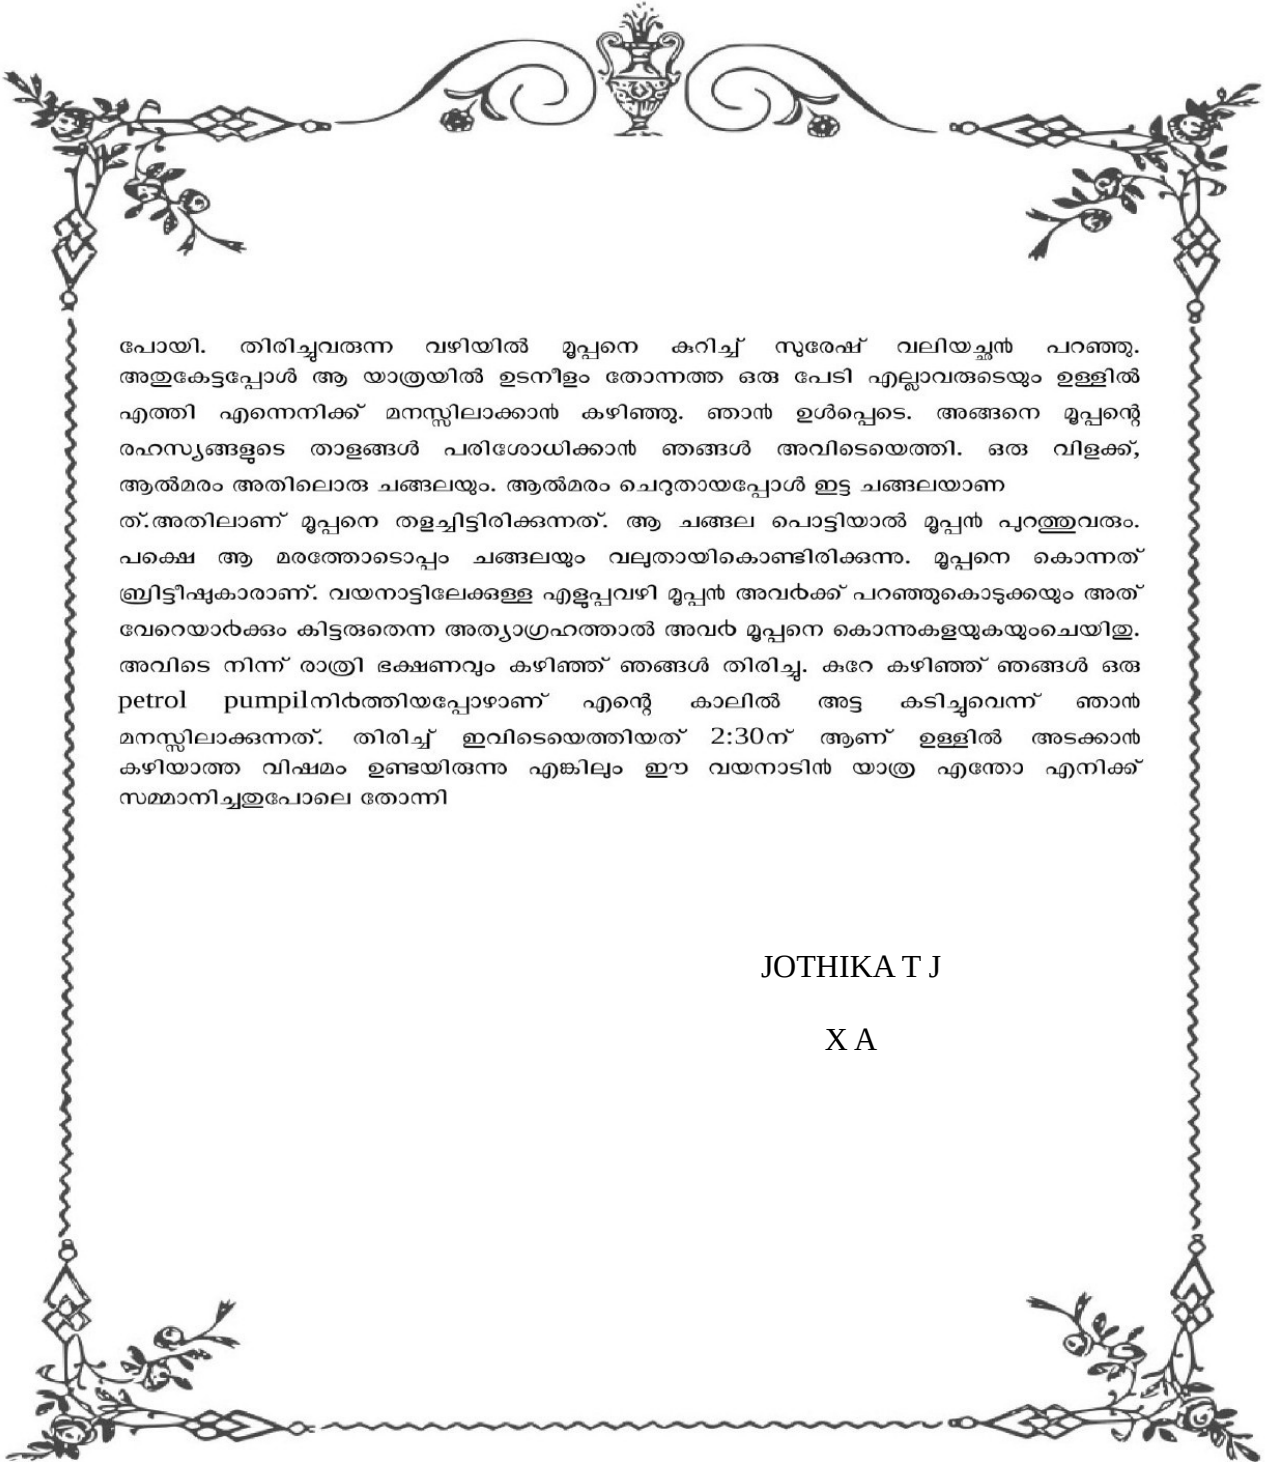 പോയി. തിരിച്ചുവരുന്ന വഴിയിൽ മൂപ്പനെ കുറിച്ച് സുരേഷ് വലിയച്ഛൻ പറഞ്ഞു.
അതുകേട്ടപ്പോൾ ആ യാത്രയിൽ ഉടനീളം തോന്നത്ത ഒരു പേടി എല്ലാവരുടെയും ഉള്ളിൽ
എത്തി എന്നെനിക്ക് മനസ്സിലാക്കാൻ കഴിഞ്ഞു. ഞാൻ ഉൾപ്പെടെ. അങ്ങനെ മൂപ്പന്റെ
രഹസ്യങ്ങളുടെ താളങ്ങൾ പരിശോധിക്കാൻ ഞങ്ങൾ അവിടെയെത്തി. ഒരു വിളക്ക്,
ആൽമരം അതിലൊരു ചങ്ങലയും. ആൽമരം ചെറുതായപ്പോൾ ഇട്ട ചങ്ങലയാണ
ത്.അതിലാണ് മൂപ്പനെ തളച്ചിട്ടിരിക്കുന്നത്. ആ ചങ്ങല പൊട്ടിയാൽ മൂപ്പൻ പുറത്തുവരും.
പക്ഷെ ആ മരത്തോടൊപ്പം ചങ്ങലയും വലുതായികൊണ്ടിരിക്കുന്നു. മൂപ്പനെ കൊന്നത്
ബ്രിട്ടീഷുകാരാണ്. വയനാട്ടിലേക്കുള്ള എളുപ്പവഴി മൂപ്പൻ അവർക്ക് പറഞ്ഞുകൊടുക്കയും അത്
വേറെയാർക്കും കിട്ടരുതെന്ന അത്യാഗ്രഹത്താൽ അവർ മൂപ്പനെ കൊന്നുകളയുകയുംചെയിതു.
അവിടെ നിന്ന് രാത്രി ഭക്ഷണവും കഴിഞ്ഞ് ഞങ്ങൾ തിരിച്ചു. കുറേ കഴിഞ്ഞ് ഞങ്ങൾ ഒരു
petrol pumpilനിർത്തിയപ്പോഴാണ് എന്റെ കാലിൽ അട്ട കടിച്ചുവെന്ന് ഞാൻ
മനസ്സിലാക്കുന്നത്. തിരിച്ച് ഇവിടെയെത്തിയത് 2:30ന് ആണ് ഉള്ളിൽ അടക്കാൻ
കഴിയാത്ത വിഷമം ഉണ്ടയിരുന്നു എങ്കിലും ഈ വയനാടിൻ യാത്ര എന്തോ എനിക്ക്
സമ്മാനിച്ചതുപോലെ തോന്നി
JOTHIKA T J
X A